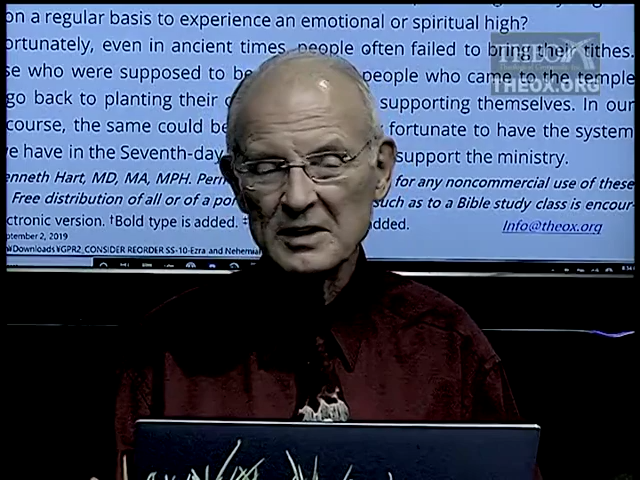 on a regular basis to experience an emotional or spiritual high?
ortunately, even in ancient times, people often failed to bring their tithes.
se who were supposed to be people who came to the temple
go back to planting their supporting themselves. In our
course, the same could be fortunate to have the system
e have in the Seventh-day support the ministry.
enneth Hart, MD, MA, MPH. Per for any noncommercial use of these
Free distribution of all or of a por such as to a Bible study class is encour-
ctronic version. †Bold type is added. added. Info@theox.org
ptember 2, 2019
¥Downloads¥GPR2_CONSIDER REORDER SS-10-Ezra and Nehemia
THEOX
THEOX.ORG